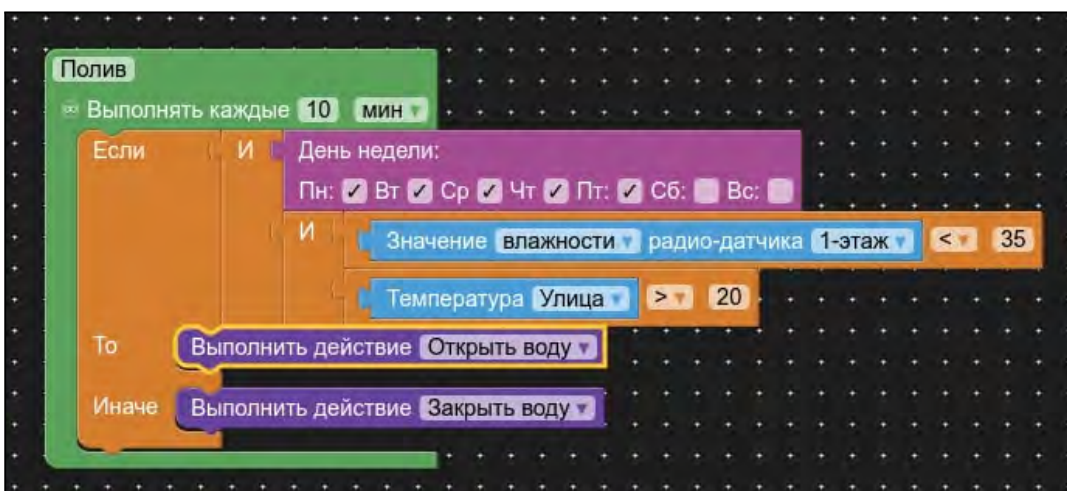 Полив
Выполнять каждые 10 мин
Если И День недели:
Пн: Вт Ср Чт Пт: Сб: Вс:
И Значение влажности радио-датчика 1-этаж < 35
Температура Улица > 20
То Выполнить действие Открыть воду
Иначе Выполнить действие Закрыть воду